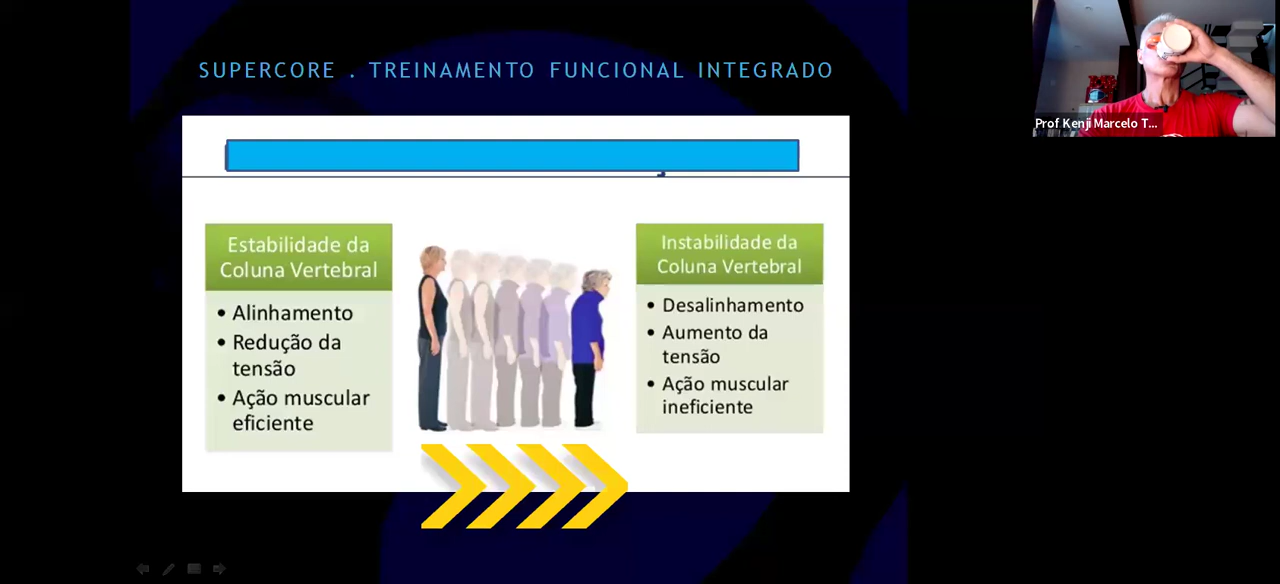 SUPERCORE . TREINAMENTO FUNCIONAL INTEGRADO
Prof Kenji Marcelo T...
Estabilidade da
Coluna Vertebral
• Alinhamento
• Redução da
tensão
• Ação muscular
eficiente
Instabilidade da
Coluna Vertebral
• Desalinhamento
• Aumento da
tensão
• Ação muscular
ineficiente